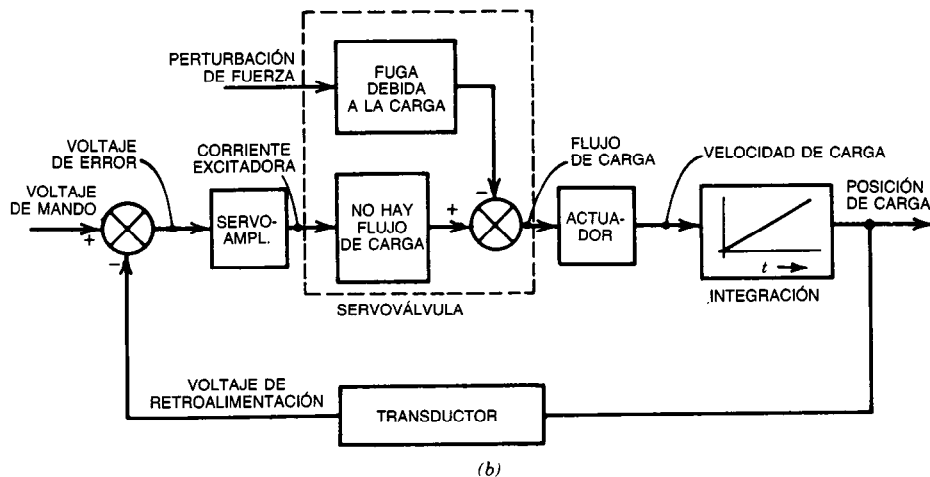 PERTURBACIÓN
DE FUERZA
FUGA
DEBIDA
A LA CARGA
VOLTAJE
DE ERROR
CORRIENTE
EXCITADORA
FLUJO
DE CARGA
VELOCIDAD DE CARGA
VOLTAJE
DE MANDO
+
−
SERVO-
AMPL.
NO HAY
FLUJO
DE CARGA
+
−
ACTUA-
DOR
t
POSICIÓN
DE CARGA
INTEGRACIÓN
SERVOVÁLVULA
VOLTAJE DE
RETROALIMENTACIÓN
TRANSDUCTOR
(b)